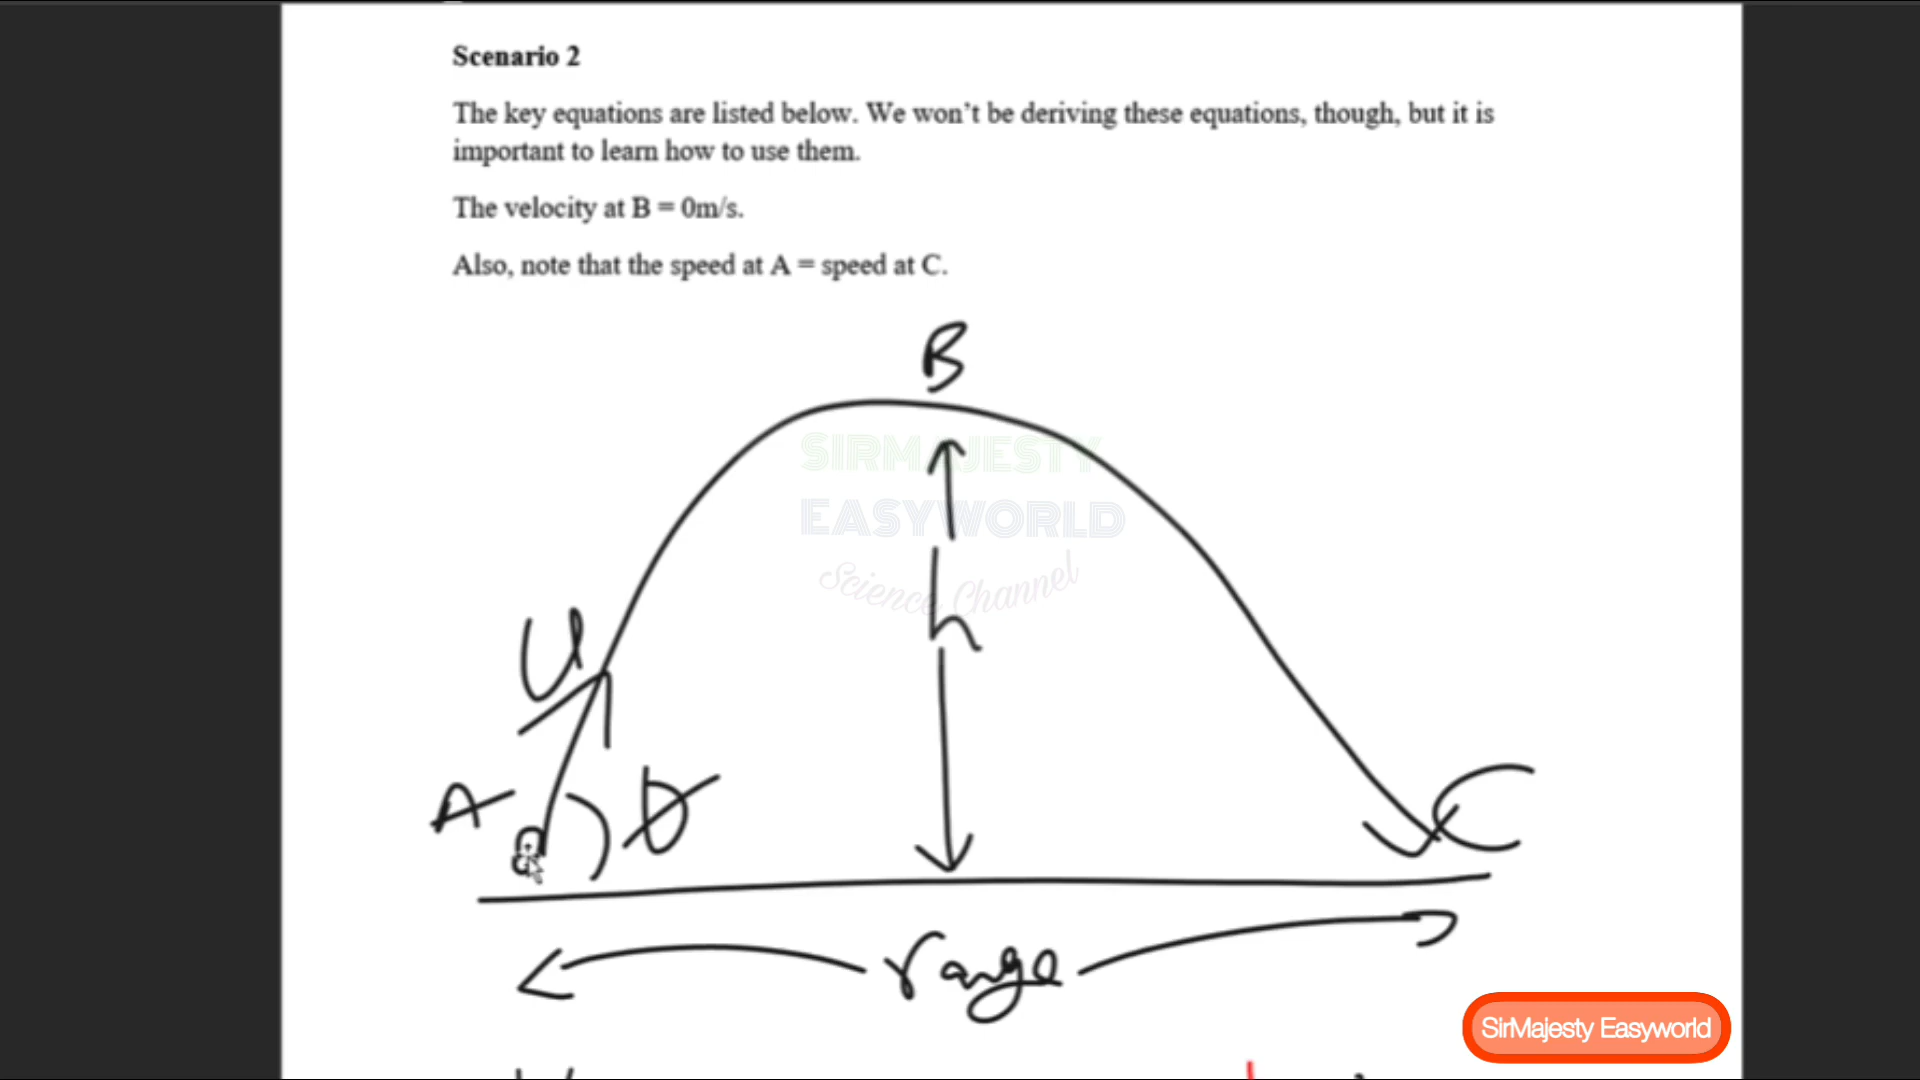 Scenario 2
The key equations are listed below. We won't be deriving these equations, though, but it is
important to learn how to use them.
The velocity at B = 0m/s.
Also, note that the speed at A = speed at C.
B
SIRMAJESTY
EASYWORLD
Science Channel
h
U
A
θ
C
range
SirMajesty Easyworld